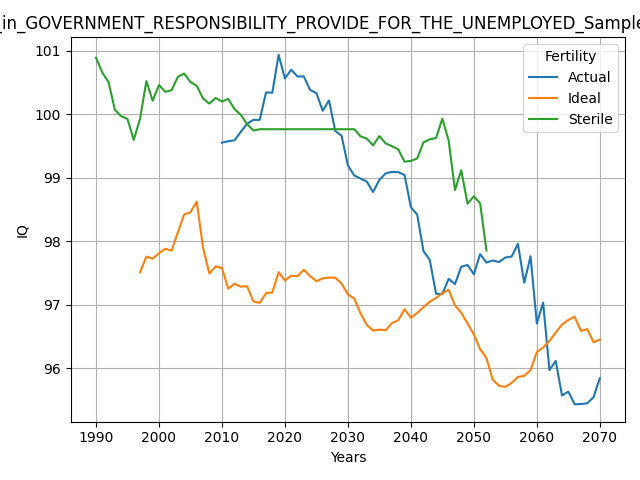 _in_GOVERNMENT_RESPONSIBILITY_PROVIDE_FOR_THE_UNEMPLOYED_Sample
Fertility
Actual
Ideal
Sterile
101
100
99
98
97
96
IQ
1990 2000 2010 2020 2030 2040 2050 2060 2070
Years